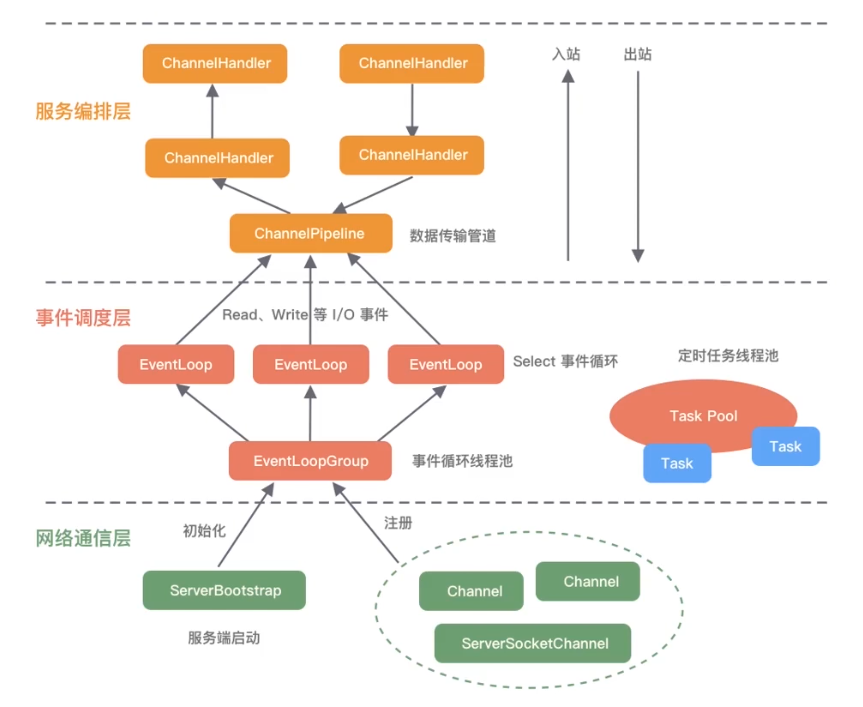 入站
出站
ChannelHandler
ChannelHandler
服务编排层
ChannelHandler
ChannelHandler
ChannelPipeline
数据传输管道
事件调度层
Read、Write 等 I/O 事件
EventLoop
EventLoop
EventLoop
Select 事件循环
定时任务线程池
Task Pool
Task
Task
EventLoopGroup
事件循环线程池
网络通信层
初始化
注册
ServerBootstrap
服务端启动
Channel
Channel
ServerSocketChannel